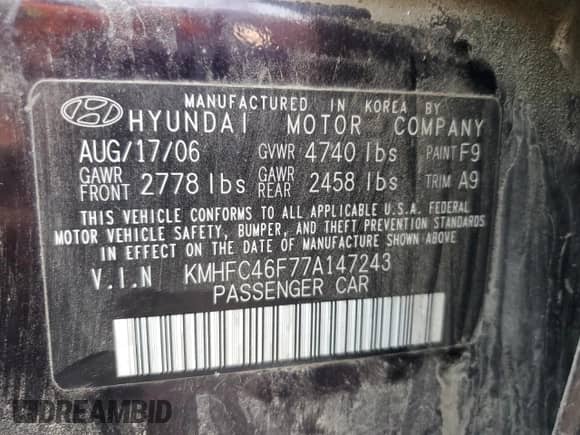 MANUFACTURED IN KOREA BY
HYUNDAI MOTOR COMPANY
AUG/17/06 GVWR 4740 lbs PAINT F9
GAWR FRONT 2778 lbs GAWR REAR 2458 lbs TRIM A9
THIS VEHICLE CONFORMS TO ALL APPLICABLE U.S.A. FEDERAL
MOTOR VEHICLE SAFETY, BUMPER, AND THEFT PREVENTION STANDARDS
IN EFFECT ON THE DATE OF MANUFACTURE SHOWN ABOVE.
V.I.N KMHFC46F77A147243
PASSENGER CAR
DREAMBID